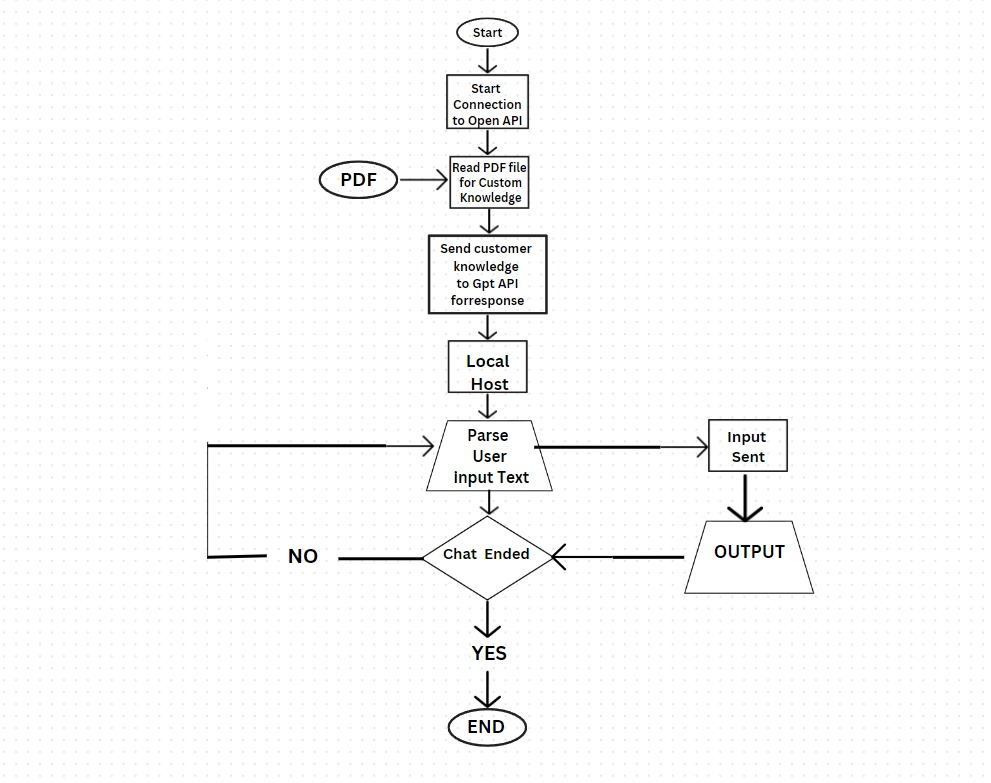 Start
Start
Connection
to Open API
PDF
Read PDF file
for Custom
Knowledge
Send customer
knowledge
to Gpt API
forresponse
Local
Host
Parse
User
Input Text
Input
Sent
OUTPUT
Chat Ended
NO
YES
END